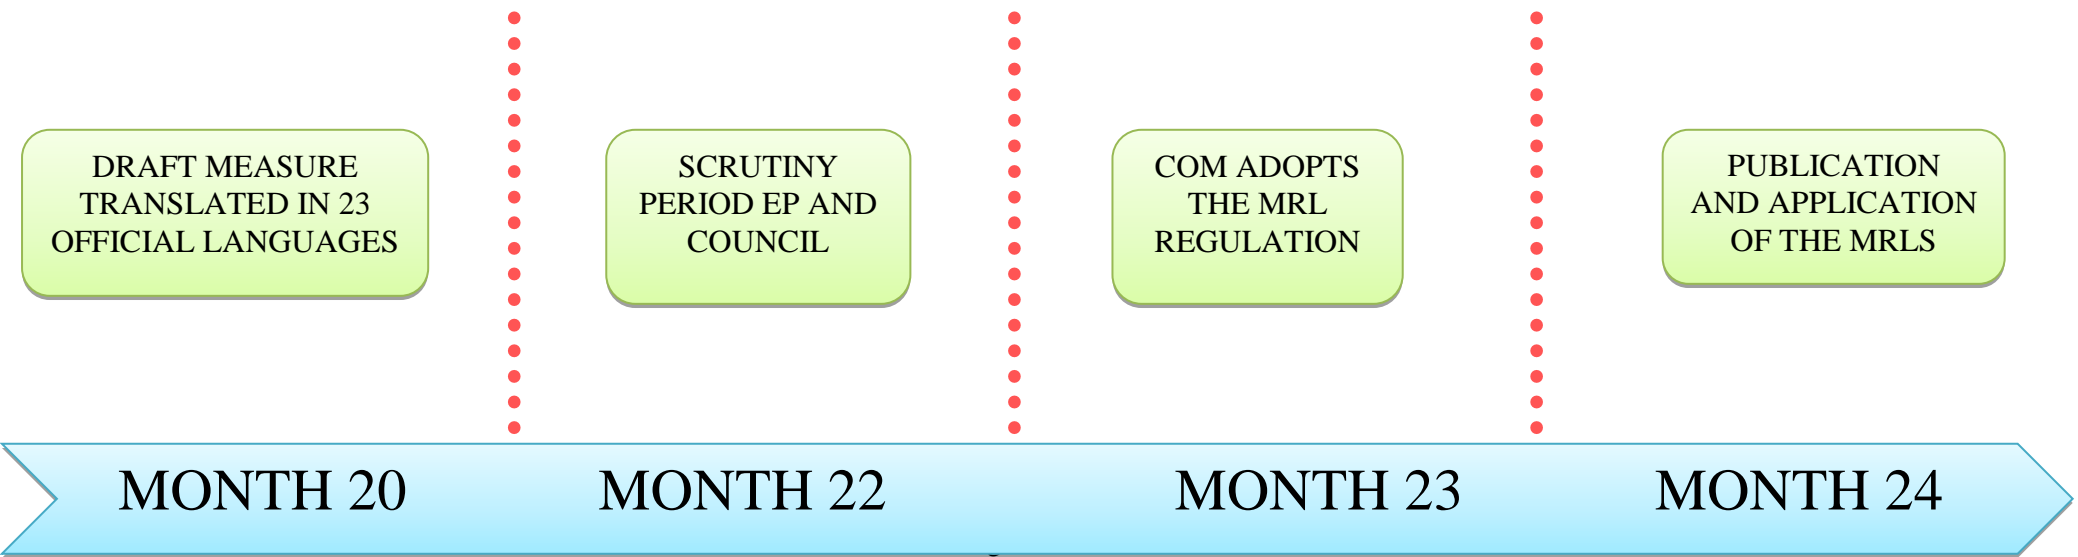 DRAFT MEASURE
TRANSLATED IN 23
OFFICIAL LANGUAGES
SCRUTINY
PERIOD EP AND
COUNCIL
COM ADOPTS
THE MRL
REGULATION
PUBLICATION
AND APPLICATION
OF THE MRLS
MONTH 20
MONTH 22
MONTH 23
MONTH 24